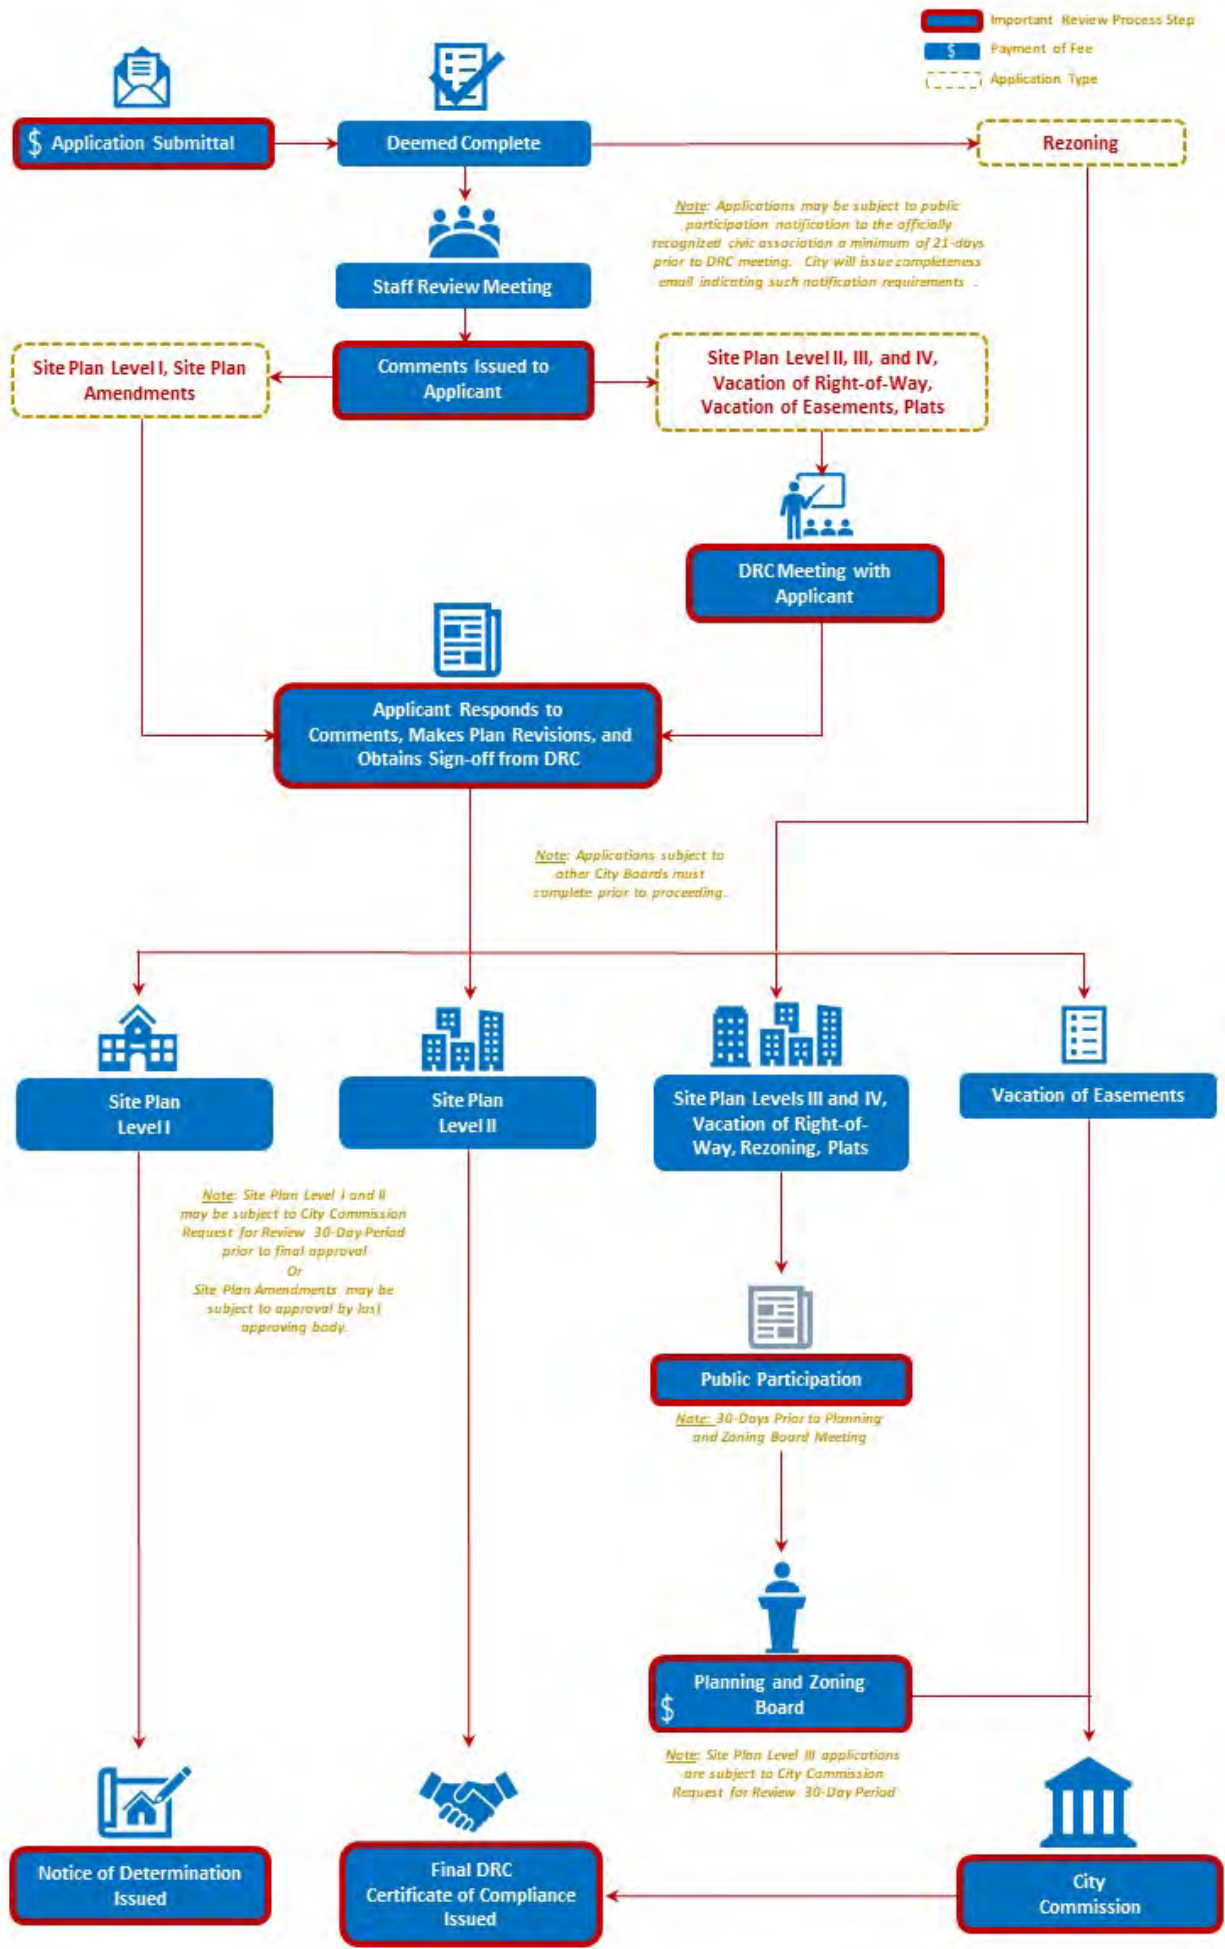 Important Review Process Step
$ Payment of Fee
Application Type
$ Application Submittal
Deemed Complete
Rezoning
Note: Applications may be subject to public
participation notification to the officially
recognized civic association a minimum of 21-days
prior to DRC meeting. City will issue completeness
email indicating such notification requirements .
Staff Review Meeting
Site Plan Level I, Site Plan
Amendments
Comments Issued to
Applicant
Site Plan Level II, III, and IV,
Vacation of Right-of-Way,
Vacation of Easements, Plats
DRC Meeting with
Applicant
Applicant Responds to
Comments, Makes Plan Revisions, and
Obtains Sign-off from DRC
Note: Applications subject to
other City Boards must
complete prior to proceeding.
Site Plan
Level I
Site Plan
Level II
Site Plan Levels III and IV,
Vacation of Right-of-
Way, Rezoning, Plats
Vacation of Easements
Note: Site Plan Level I and II
may be subject to City Commission
Request for Review 30-Day Period
prior to final approval
Or
Site Plan Amendments may be
subject to approval by last
approving body.
Public Participation
Note: 30-Days Prior to Planning
and Zoning Board Meeting
Planning and Zoning
$ Board
Note: Site Plan Level III applications
are subject to City Commission
Request for Review 30-Day Period
Notice of Determination
Issued
Final DRC
Certificate of Compliance
Issued
City
Commission